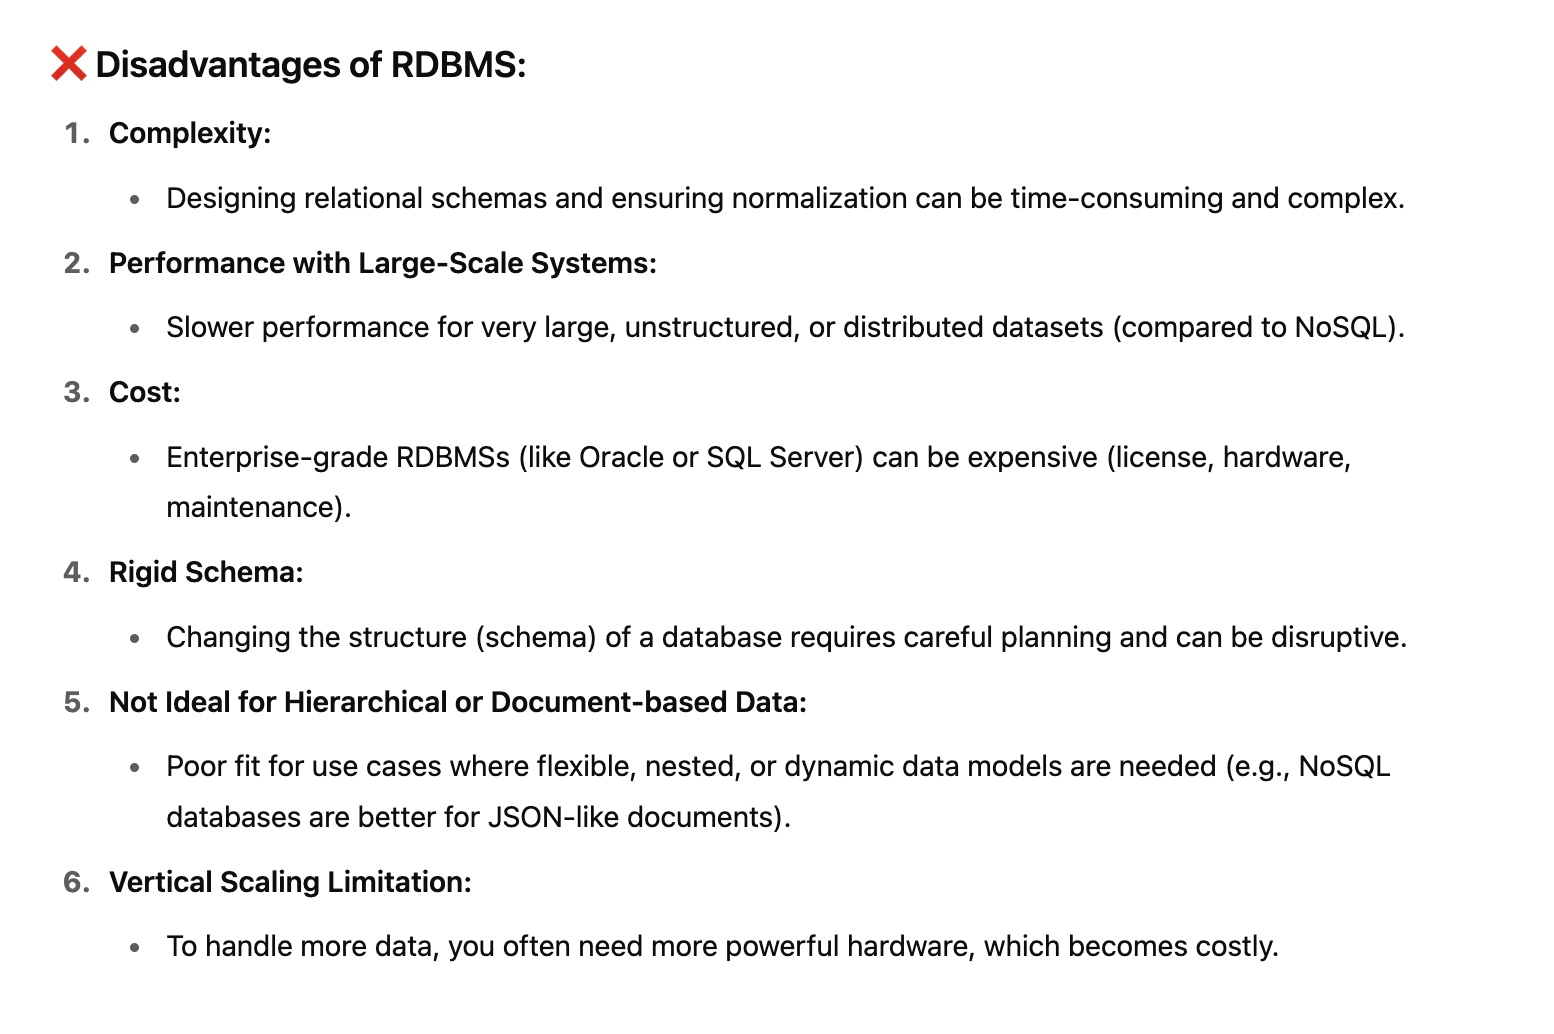 ❌ Disadvantages of RDBMS:
1. Complexity:
• Designing relational schemas and ensuring normalization can be time-consuming and complex.
2. Performance with Large-Scale Systems:
• Slower performance for very large, unstructured, or distributed datasets (compared to NoSQL).
3. Cost:
• Enterprise-grade RDBMSs (like Oracle or SQL Server) can be expensive (license, hardware,
maintenance).
4. Rigid Schema:
• Changing the structure (schema) of a database requires careful planning and can be disruptive.
5. Not Ideal for Hierarchical or Document-based Data:
• Poor fit for use cases where flexible, nested, or dynamic data models are needed (e.g., NoSQL
databases are better for JSON-like documents).
6. Vertical Scaling Limitation:
• To handle more data, you often need more powerful hardware, which becomes costly.